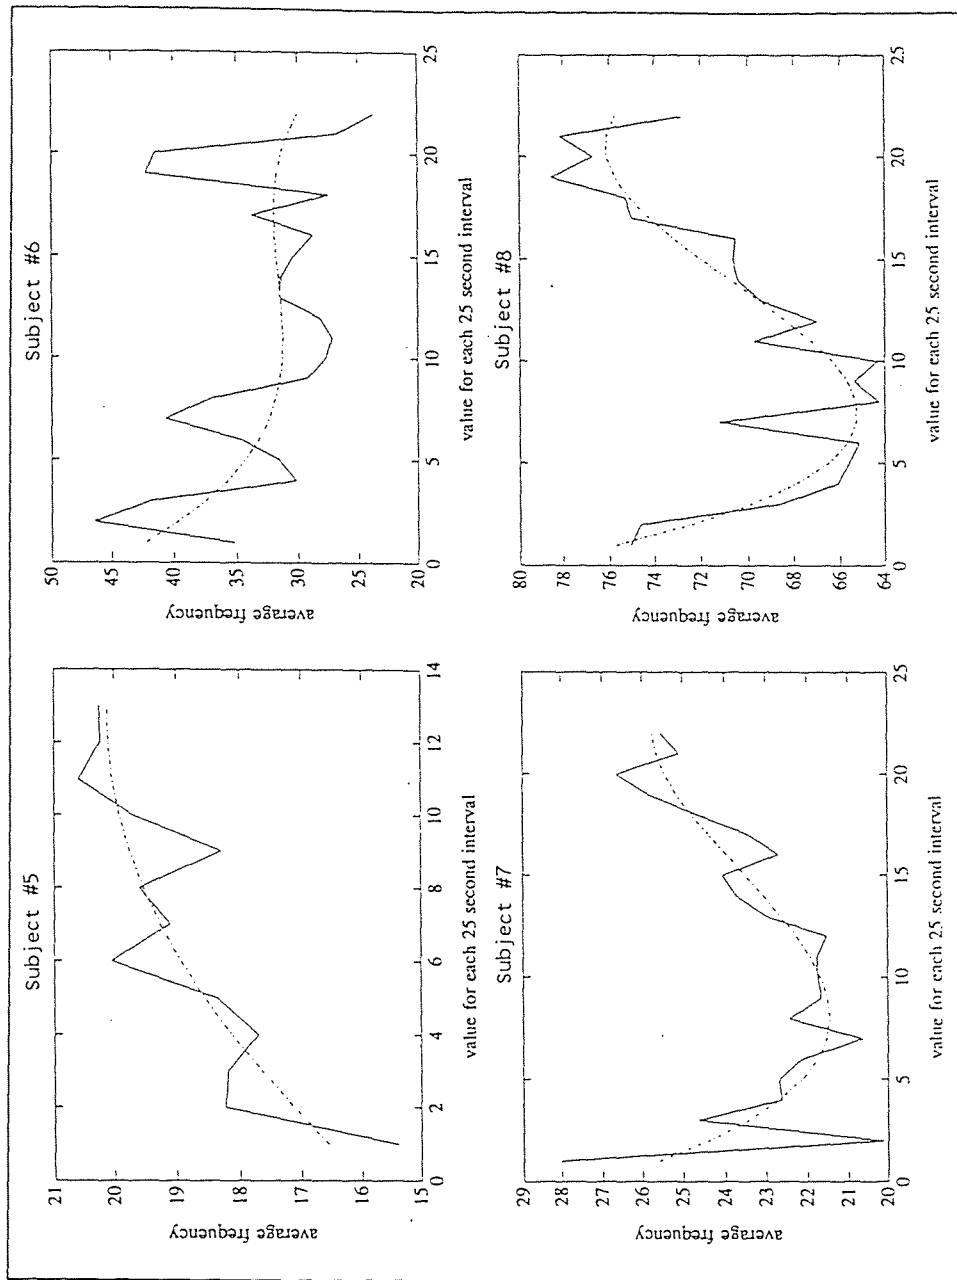 Subject #5
21
20
19
18
17
16
15
average frequency
0 2 4 6 8 10 12 14
value for each 25 second interval
Subject #6
50
45
40
35
30
25
20
average frequency
0 5 10 15 20 25
value for each 25 second interval
Subject #7
29
28
27
26
25
24
23
22
21
20
average frequency
0 5 10 15 20 25
value for each 25 second interval
Subject #8
80
78
76
74
72
70
68
66
64
average frequency
0 5 10 15 20 25
value for each 25 second interval